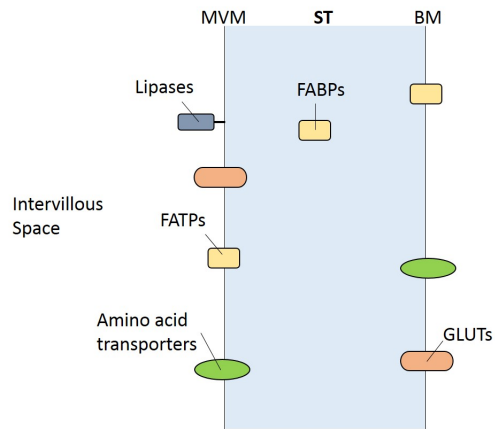 MVM ST BM
Lipases
FABPs
Intervillous
Space
FATPs
Amino acid
transporters
GLUTs